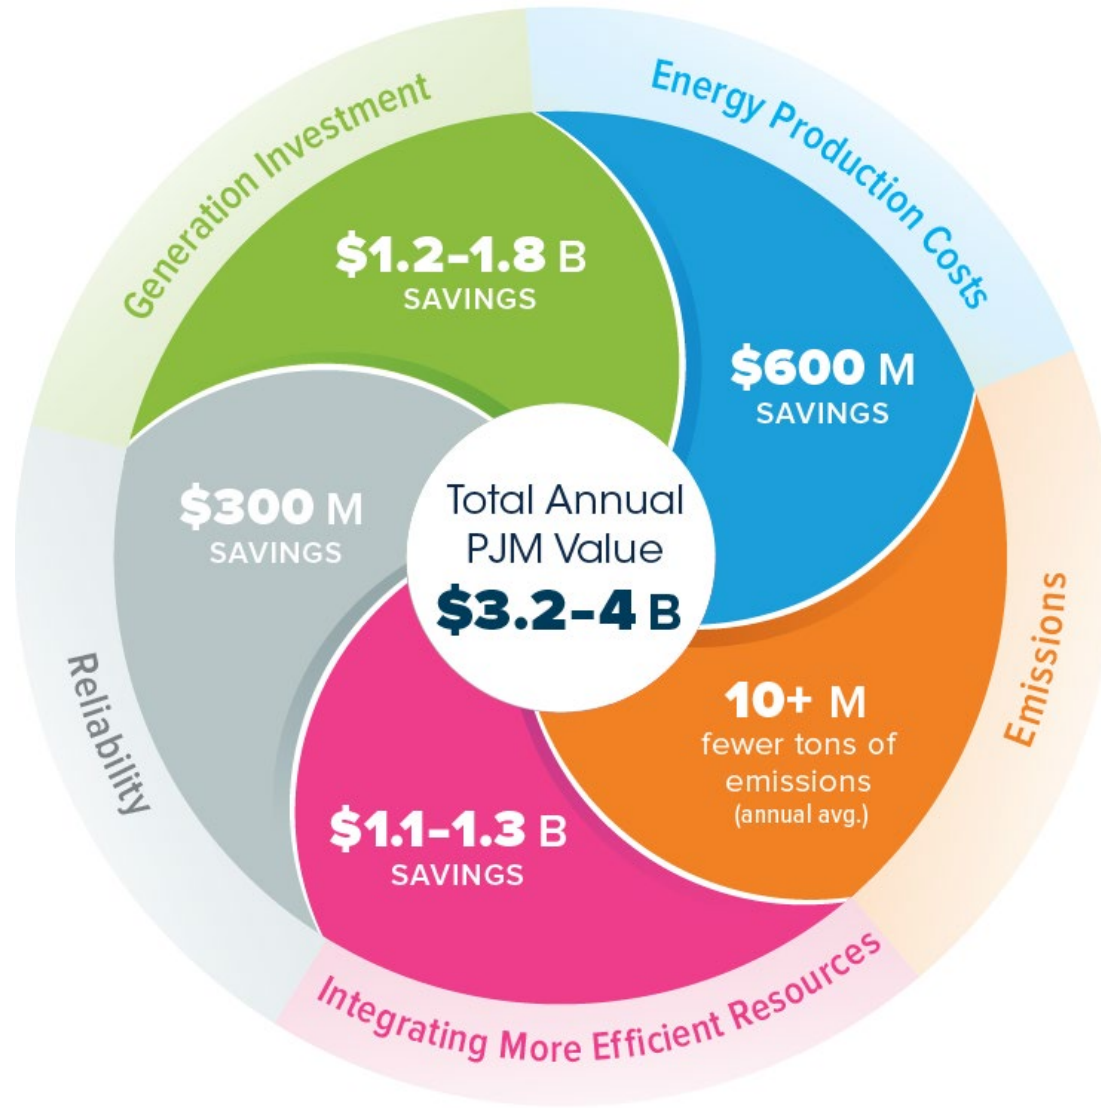 Generation Investment
$1.2–1.8 B
SAVINGS
Energy Production Costs
$600 M
SAVINGS
Emissions
10+ M
fewer tons of
emissions
(annual avg.)
Integrating More Efficient Resources
$1.1–1.3 B
SAVINGS
Reliability
$300 M
SAVINGS
Total Annual
PJM Value
$3.2–4 B